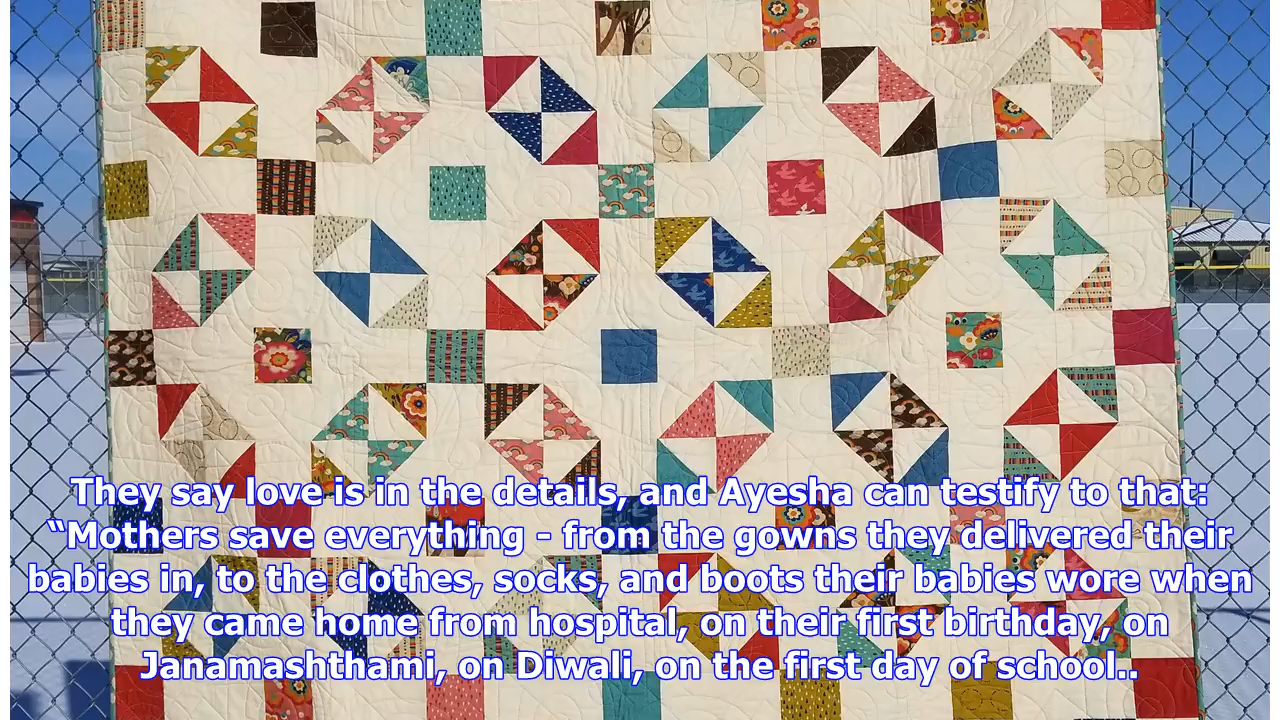 They say love is in the details, and Ayesha can testify to that:
“Mothers save everything - from the gowns they delivered their
babies in, to the clothes, socks, and boots their babies wore when
they came home from hospital, on their first birthday, on
Janamashthami, on Diwali, on the first day of school..